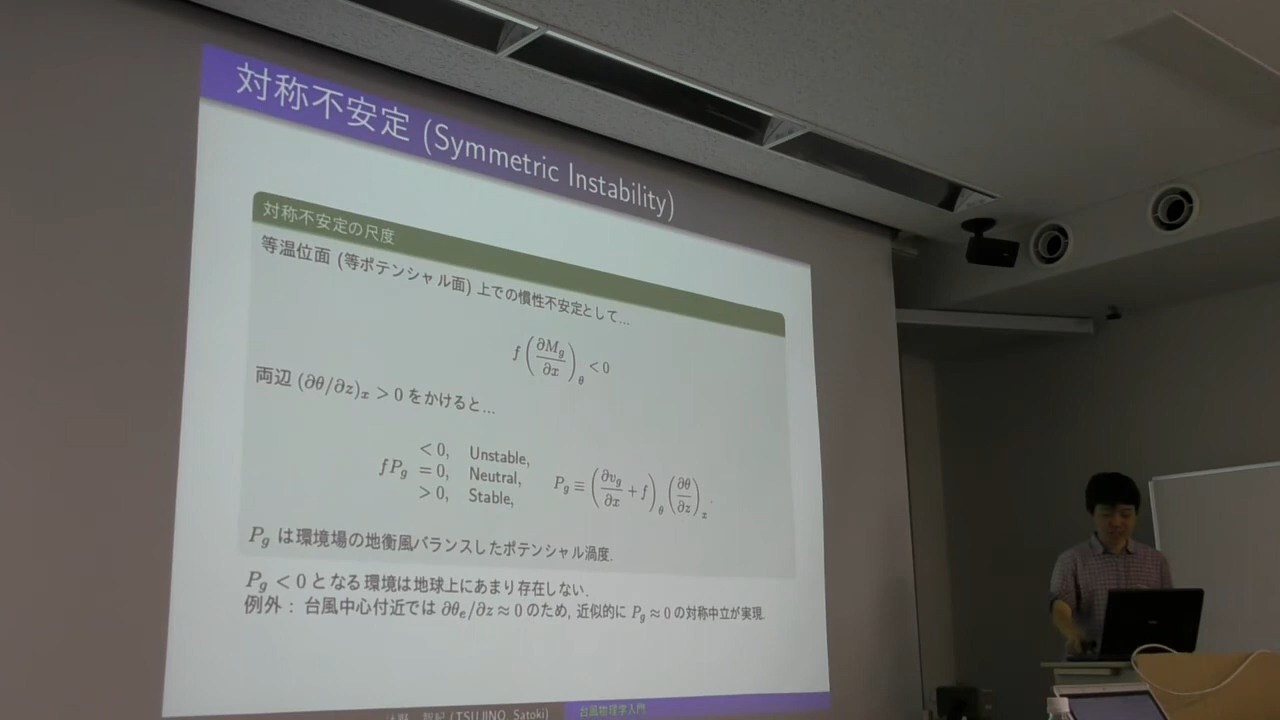 対称不安定 (Symmetric Instability)
対称不安定の尺度
等温位面 (等ポテンシャル面) 上での慣性不安定として...
f (∂M_g/∂x)_θ < 0
両辺 (∂θ/∂z)_x > 0 をかけると...
fP_g < 0, Unstable,
= 0, Neutral,
> 0, Stable,
P_g ≡ (∂v_g/∂x + f)_θ (∂θ/∂z)_x.
P_g は環境場の地衡風バランスしたポテンシャル渦度.
P_g < 0 となる環境は地球上にあまり存在しない.
例外 : 台風中心付近では ∂θ_e/∂z ≈ 0 のため, 近似的に P_g ≈ 0 の対称中立が実現.
(TSUJINO, Satoki)
台風物理学入門